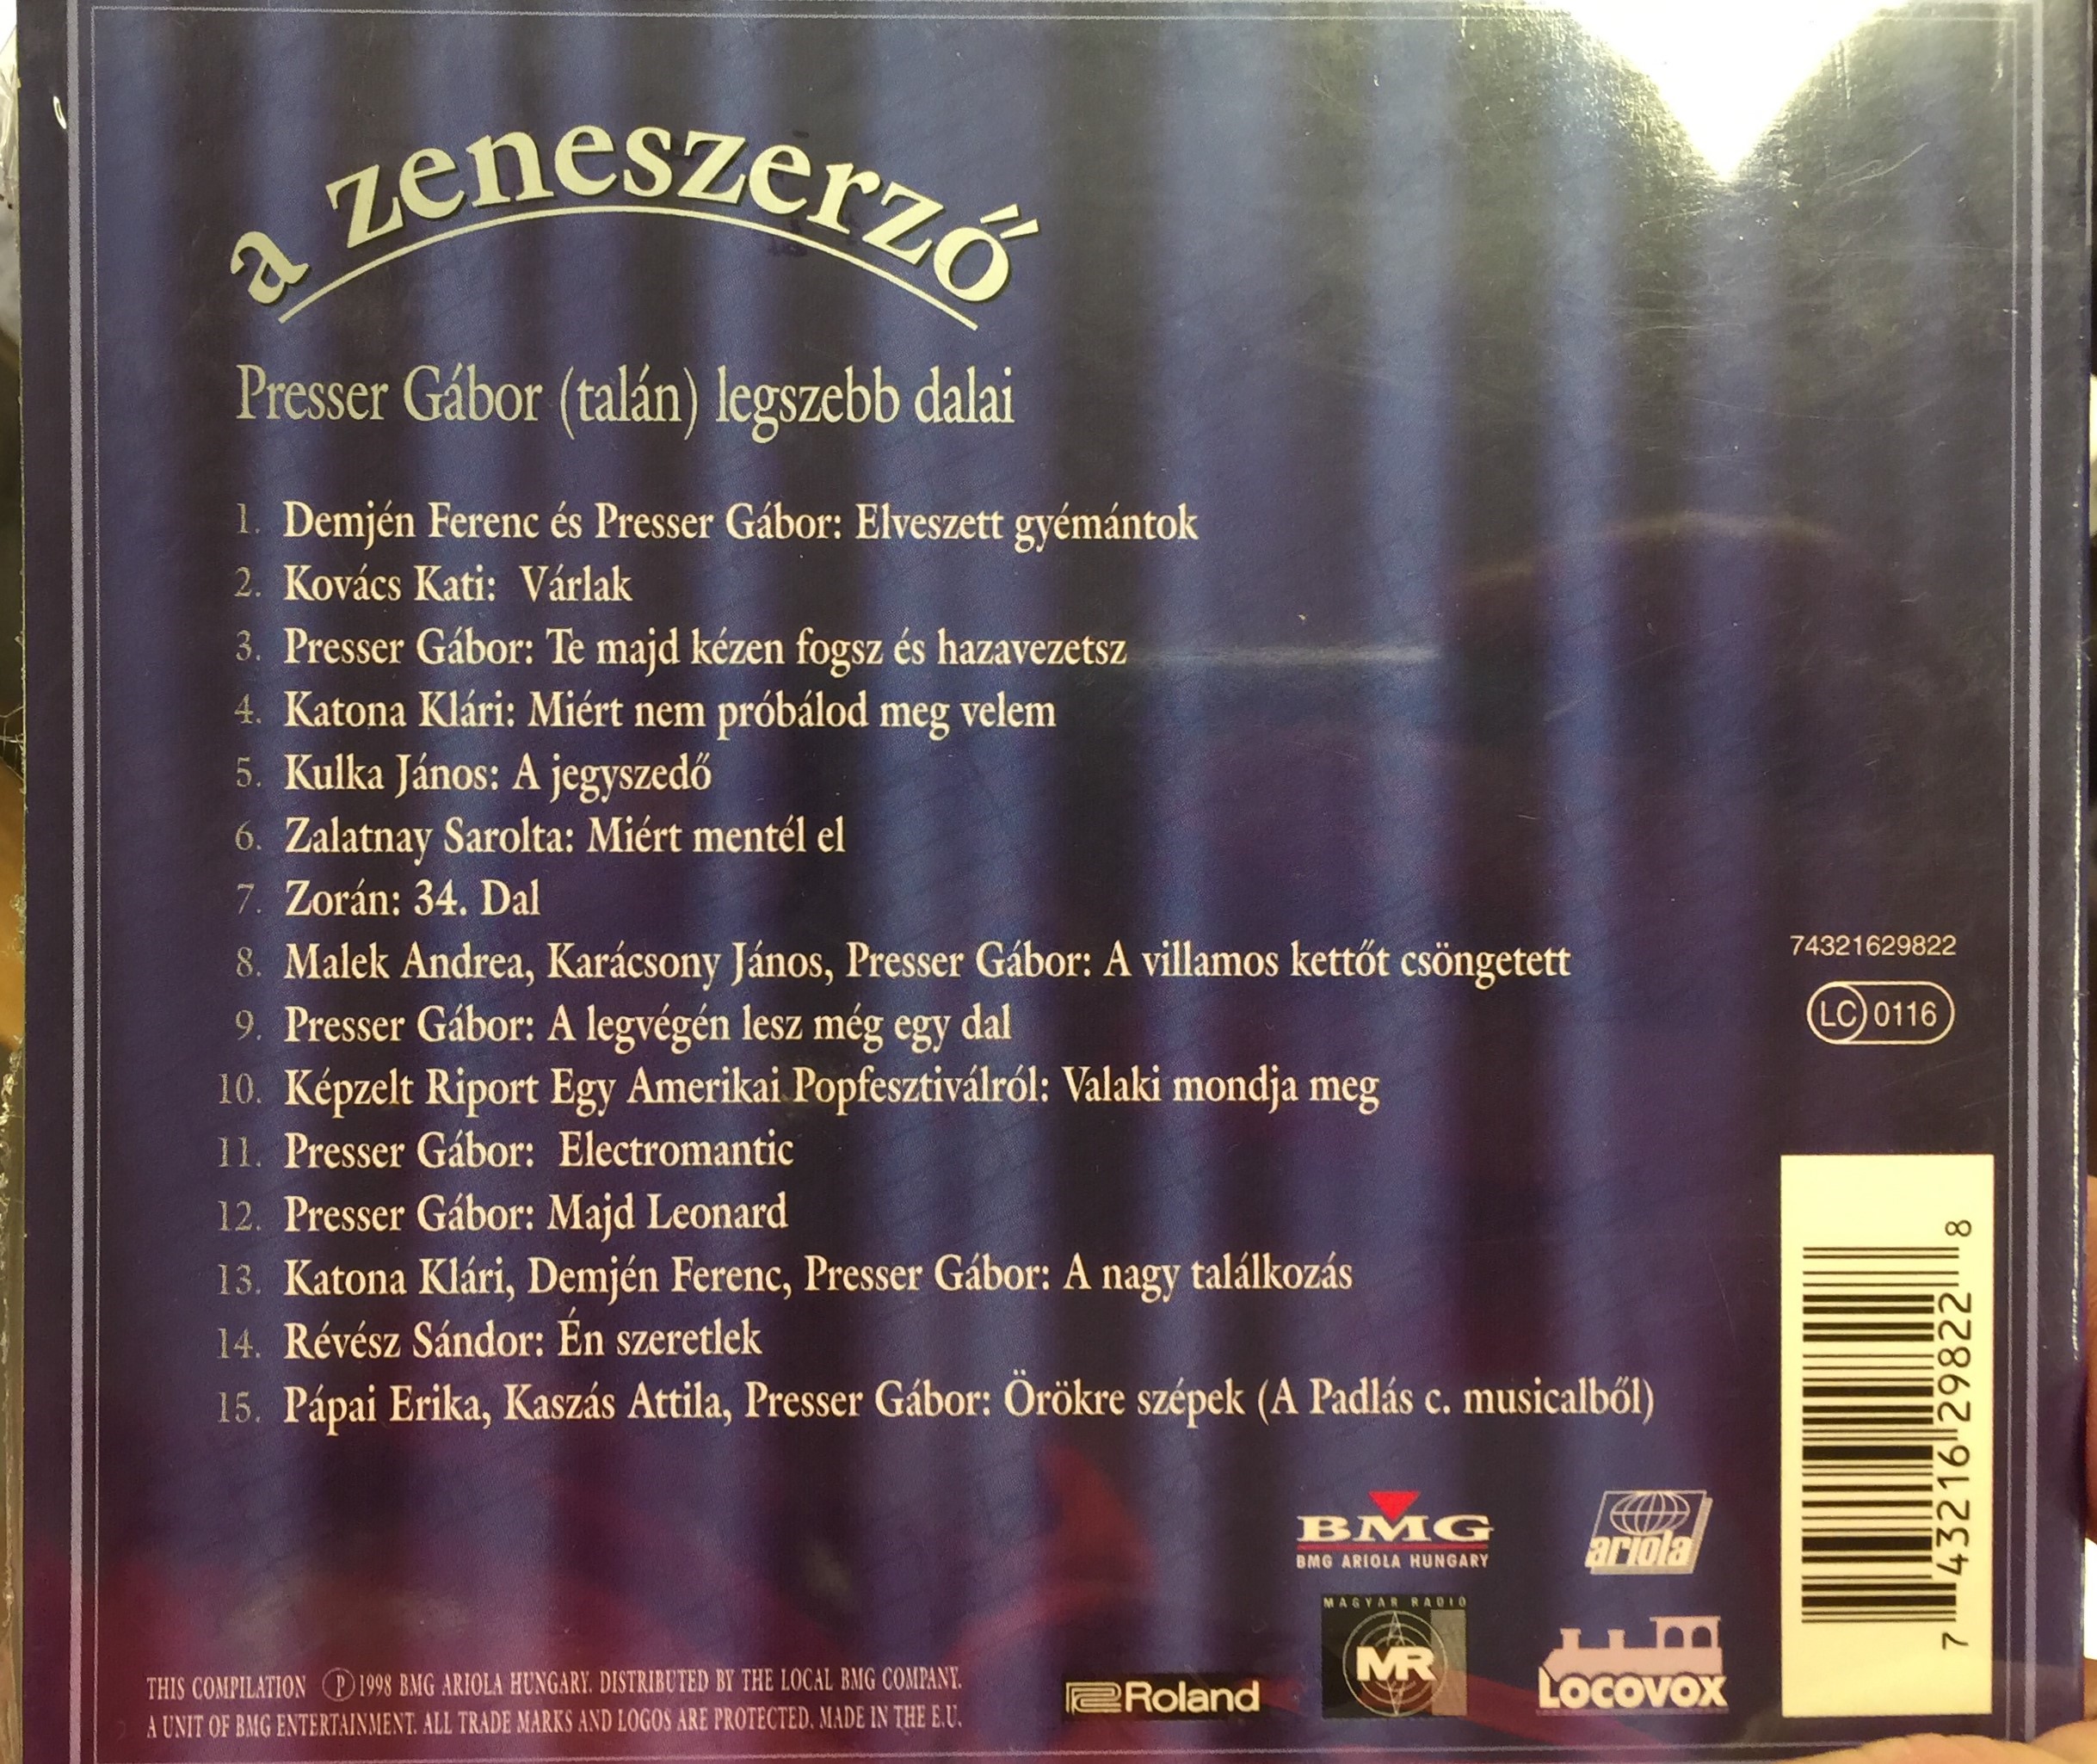 a zeneszerző
Presser Gábor (talán) legszebb dalai
1. Demjén Ferenc és Presser Gábor: Elveszett gyémántok
2. Kovács Kati: Várlak
3. Presser Gábor: Te majd kézen fogsz és hazavezetsz
4. Katona Klári: Miért nem próbálod meg velem
5. Kulka János: A jegyszedő
6. Zalatnay Sarolta: Miért mentél el
7. Zorán: 34. Dal
8. Malek Andrea, Karácsony János, Presser Gábor: A villamos kettőt csöngetett
9. Presser Gábor: A legvégén lesz még egy dal
10. Képzelt Riport Egy Amerikai Popfesztiválról: Valaki mondja meg
11. Presser Gábor: Electromantic
12. Presser Gábor: Majd Leonard
13. Katona Klári, Demjén Ferenc, Presser Gábor: A nagy találkozás
14. Révész Sándor: Én szeretlek
15. Pápai Erika, Kaszás Attila, Presser Gábor: Örökre szépek (A Padlás c. musicalből)
74321629822
LC 0116
7 43216 29822 8
BMG
BMG ARIOLA HUNGARY
ariola
MAGYAR RADIO
MR
LOCOVOX
Roland
THIS COMPILATION Ⓟ 1998 BMG ARIOLA HUNGARY. DISTRIBUTED BY THE LOCAL BMG COMPANY.
A UNIT OF BMG ENTERTAINMENT. ALL TRADE MARKS AND LOGOS ARE PROTECTED. MADE IN THE E.U.